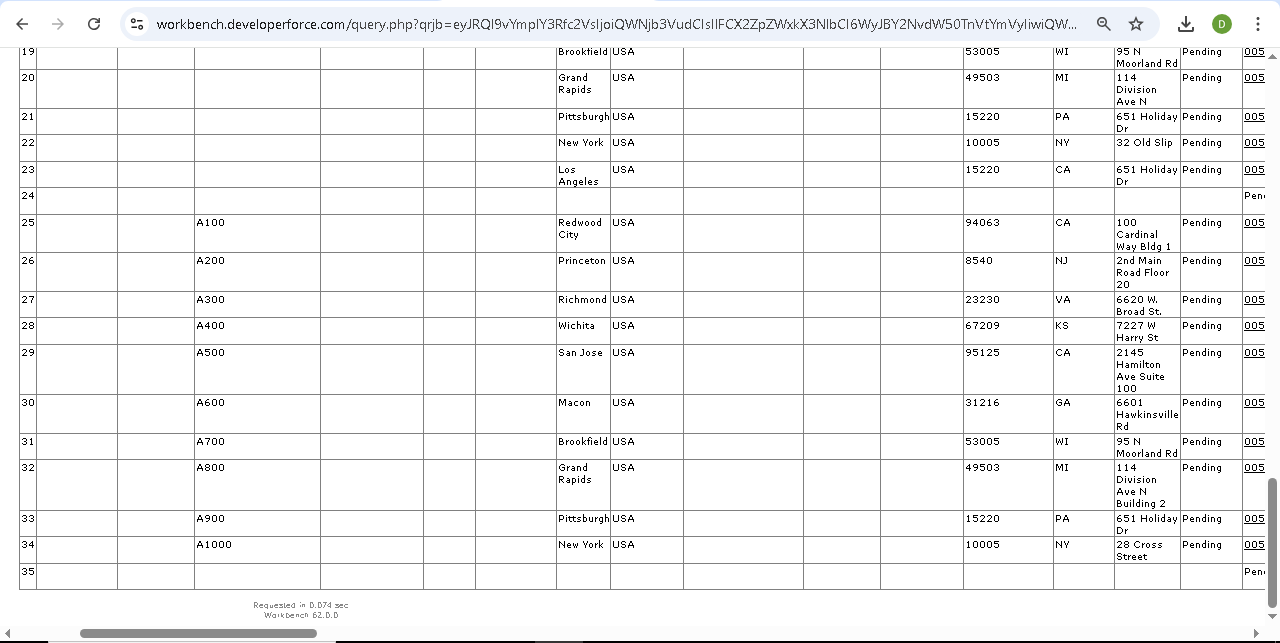 workbench.developerforce.com/query.php?qrjb=eyJRQl9vYmplY3Rfc2VsIjoiQWNjb3VudCIsIlFCX2ZpZWxkX3NlbCI6WyJBY2NvdW50TnVtYmVyIiwiQW...
D
19 Brookfield USA 53005 WI 95 N Pending 005
Moorland Rd
20 Grand USA 49503 MI 114 Pending 005
Rapids Division
Ave N
21 Pittsburgh USA 15220 PA 651 Holiday Pending 005
Dr
22 New York USA 10005 NY 32 Old Slip Pending 005
23 Los USA 15220 CA 651 Holiday Pending 005
Angeles Dr
24 Pen
25 A100 Redwood USA 94063 CA 100 Pending 005
City Cardinal
Way Bldg 1
26 A200 Princeton USA 8540 NJ 2nd Main Pending 005
Road Floor
20
27 A300 Richmond USA 23230 VA 6620 W. Pending 005
Broad St.
28 A400 Wichita USA 67209 KS 7227 W Pending 005
Harry St
29 A500 San Jose USA 95125 CA 2145 Pending 005
Hamilton
Ave Suite
100
30 A600 Macon USA 31216 GA 6601 Pending 005
Hawkinsville
Rd
31 A700 Brookfield USA 53005 WI 95 N Pending 005
Moorland Rd
32 A800 Grand USA 49503 MI 114 Pending 005
Rapids Division
Ave N
Building 2
33 A900 Pittsburgh USA 15220 PA 651 Holiday Pending 005
Dr
34 A1000 New York USA 10005 NY 28 Cross Pending 005
Street
35 Pen
Requested in 0.074 sec
Workbench 62.0.0